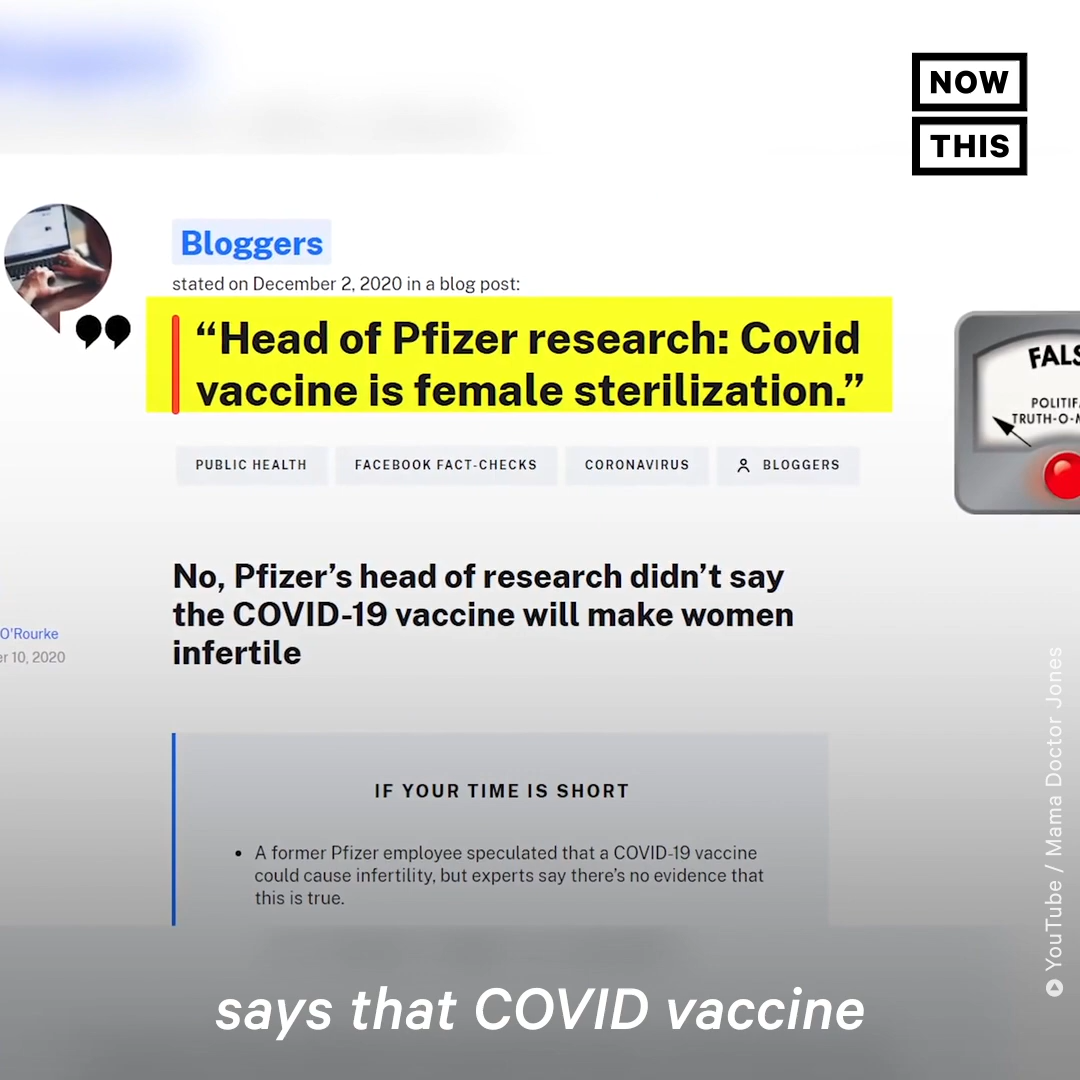 NOW
THIS
Bloggers
stated on December 2, 2020 in a blog post:
“Head of Pfizer research: Covid
vaccine is female sterilization.”
PUBLIC HEALTH
FACEBOOK FACT-CHECKS
CORONAVIRUS
BLOGGERS
No, Pfizer’s head of research didn’t say
the COVID-19 vaccine will make women
infertile
O'Rourke
10, 2020
IF YOUR TIME IS SHORT
• A former Pfizer employee speculated that a COVID-19 vaccine
could cause infertility, but experts say there’s no evidence that
this is true.
YouTube / Mama Doctor Jones
says that COVID vaccine